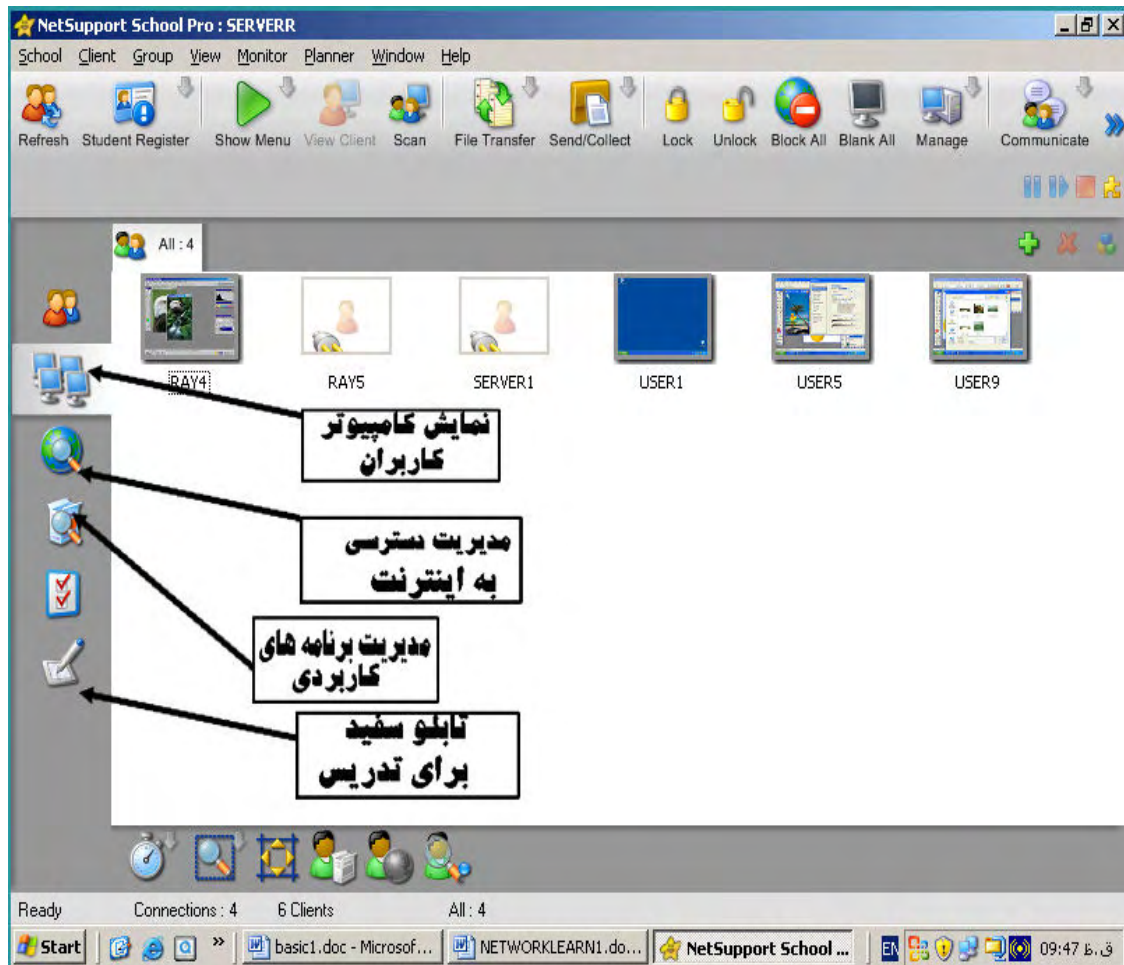 NetSupport School Pro : SERVERR
School Client Group View Monitor Planner Window Help
Refresh Student Register Show Menu View Client Scan File Transfer Send/Collect Lock Unlock Block All Blank All Manage Communicate
All : 4
RAY4 RAY5 SERVER1 USER1 USER5 USER9
نمایش کامپیوتر
کاربران
مدیریت دسترسی
به اینترنت
مدیریت برنامه های
کاربردی
تابلو سفید
برای تدریس
Ready Connections : 4 6 Clients All : 4
Start basic1.doc - Microsof... NETWORKLEARN1.do... NetSupport School ... EN 09:47 ق.ظ